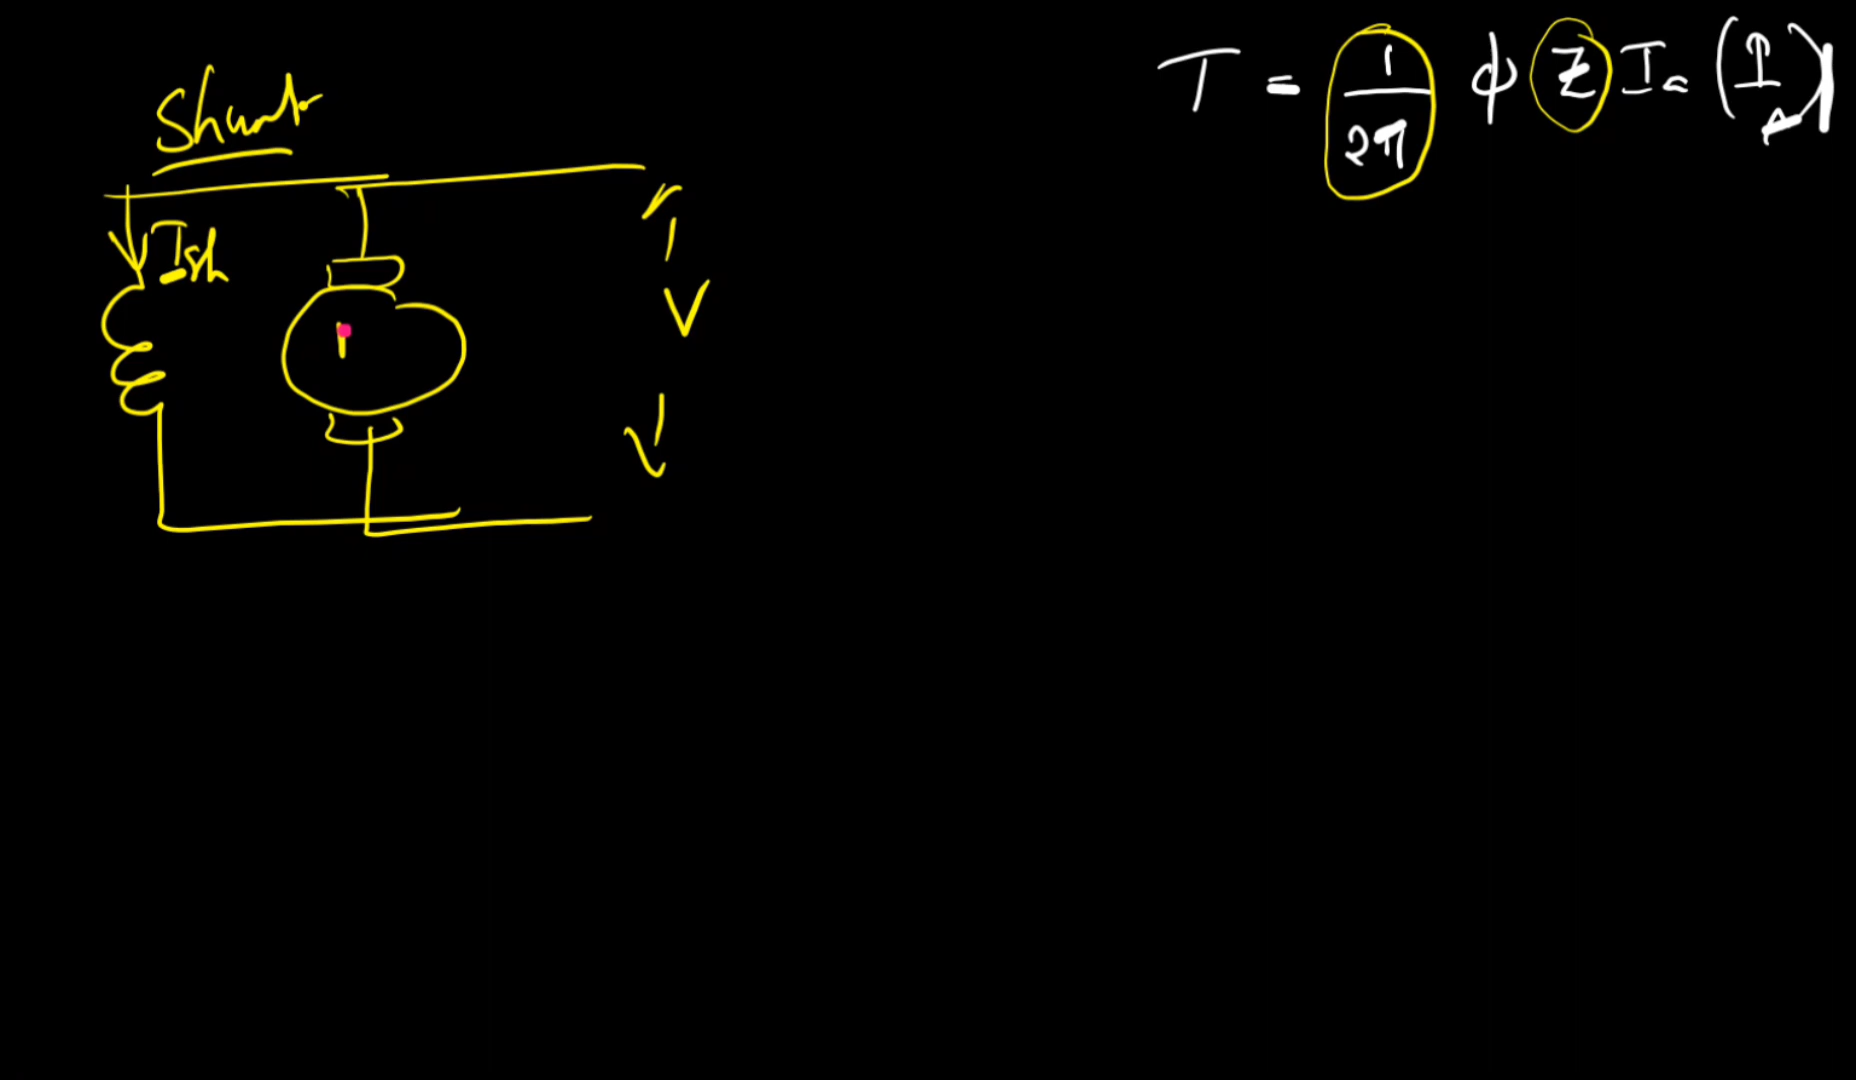 Shunt
T = 1/2π φ Z Ia (P/A)
Ish
V